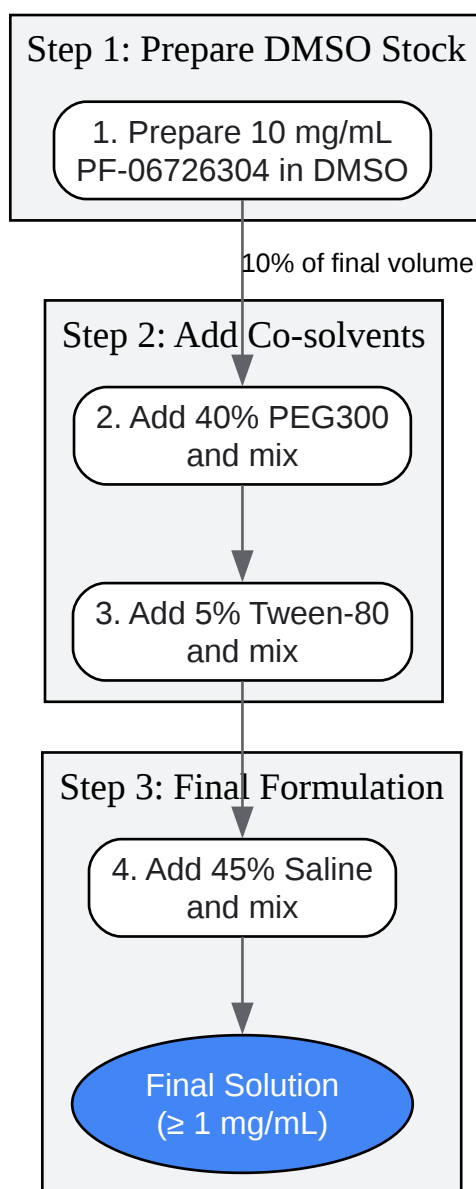 Step 1: Prepare DMSO Stock
1. Prepare 10 mg/mL
PF-06726304 in DMSO
10% of final volume
Step 2: Add Co-solvents
2. Add 40% PEG300
and mix
3. Add 5% Tween-80
and mix
Step 3: Final Formulation
4. Add 45% Saline
and mix
Final Solution
(≥ 1 mg/mL)